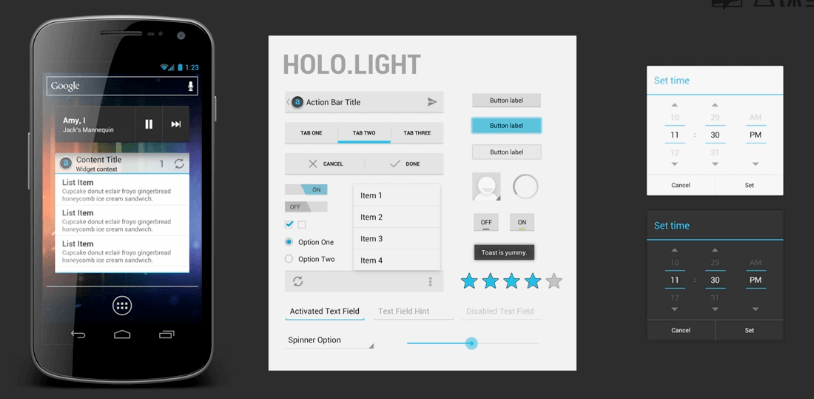 1:23
Google
Amy, I
Jack's Mannequin
Content Title
Widget context
1
List Item
Cupcake donut eclair froyo gingerbread
honeycomb ice cream sandwich.
List Item
Cupcake donut eclair froyo gingerbread
honeycomb ice cream sandwich.
List Item
Cupcake donut eclair froyo gingerbread
honeycomb ice cream sandwich.
HOLO.LIGHT
Action Bar Title
TAB ONE TAB TWO TAB THREE
CANCEL DONE
ON
OFF
Option One
Option Two
Item 1
Item 2
Item 3
Item 4
Activated Text Field Text Field Hint Disabled Text Field
Spinner Option
Button label
Button label
Button label
OFF ON
Toast is yummy.
Set time
10 29 AM
11 : 30 PM
12 31
Cancel Set
Set time
10 29 AM
11 : 30 PM
12 31
Cancel Set